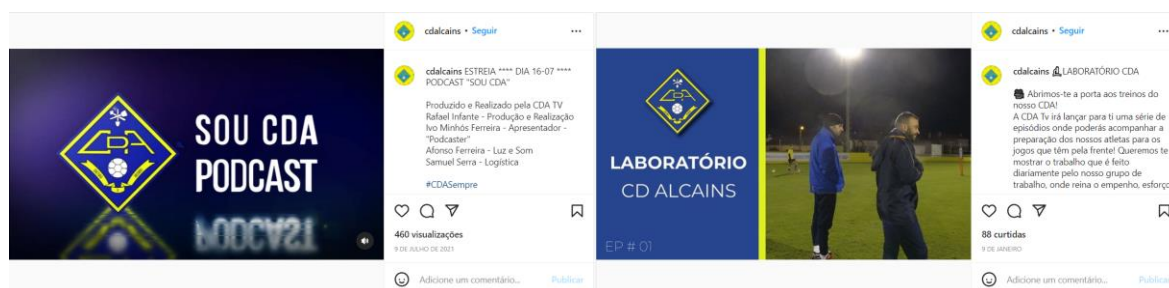 CDA
SOU CDA
PODCAST
cdalcains • Seguir
cdalcains ESTREIA **** DIA 16-07 ****
PODCAST "SOU CDA"
Produzido e Realizado pela CDA TV
Rafael Infante - Produção e Realização
Ivo Minhós Ferreira - Apresentador -
"Podcaster"
Afonso Ferreira - Luz e Som
Samuel Serra - Logística
#CDASempre
460 visualizações
9 DE JULHO DE 2021
Adicione um comentário... Publicar
CDA
LABORATÓRIO
CD ALCAINS
EP # 01
cdalcains • Seguir
cdalcains LABORATÓRIO CDA
Abrimos-te a porta aos treinos do
nosso CDA!
A CDA Tv irá lançar para ti uma série de
episódios onde poderás acompanhar a
preparação dos nossos atletas para os
jogos que têm pela frente! Queremos te
mostrar o trabalho que é feito
diariamente pelo nosso grupo de
trabalho, onde reina o empenho, esforço
88 curtidas
9 DE JANEIRO
Adicione um comentário... Publicar